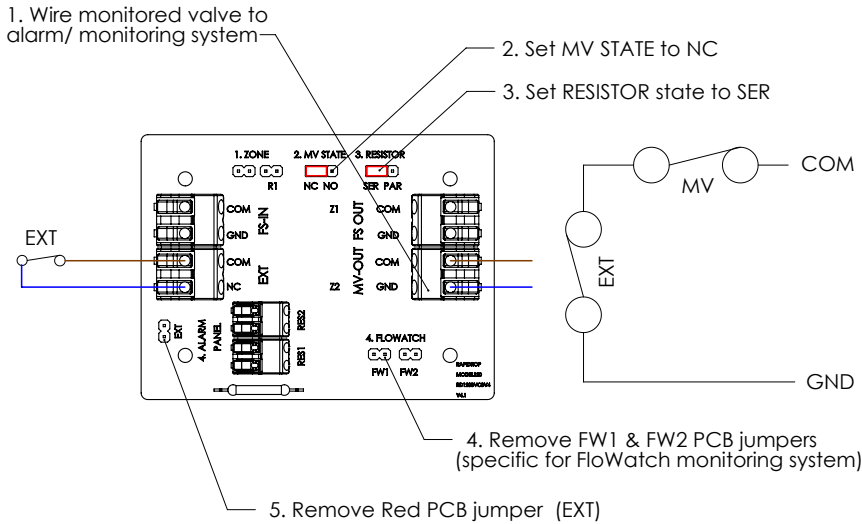 1. Wire monitored valve to
alarm/ monitoring system
2. Set MV STATE to NC
3. Set RESISTOR state to SER
1. ZONE
2. MV STATE
3. RESISTOR
R1
NC NO
SER PAR
COM
GND
FS-IN
COM
NC
EXT
Z1
Z2
FS OUT
MV-OUT
COM
GND
COM
GND
EXT
EXT
4. ALARM
PANEL
RES2
RES1
4. FLOWATCH
FW1 FW2
RAPIDROP
V4.1
COM
MV
EXT
GND
4. Remove FW1 & FW2 PCB jumpers
(specific for FloWatch monitoring system)
5. Remove Red PCB jumper (EXT)